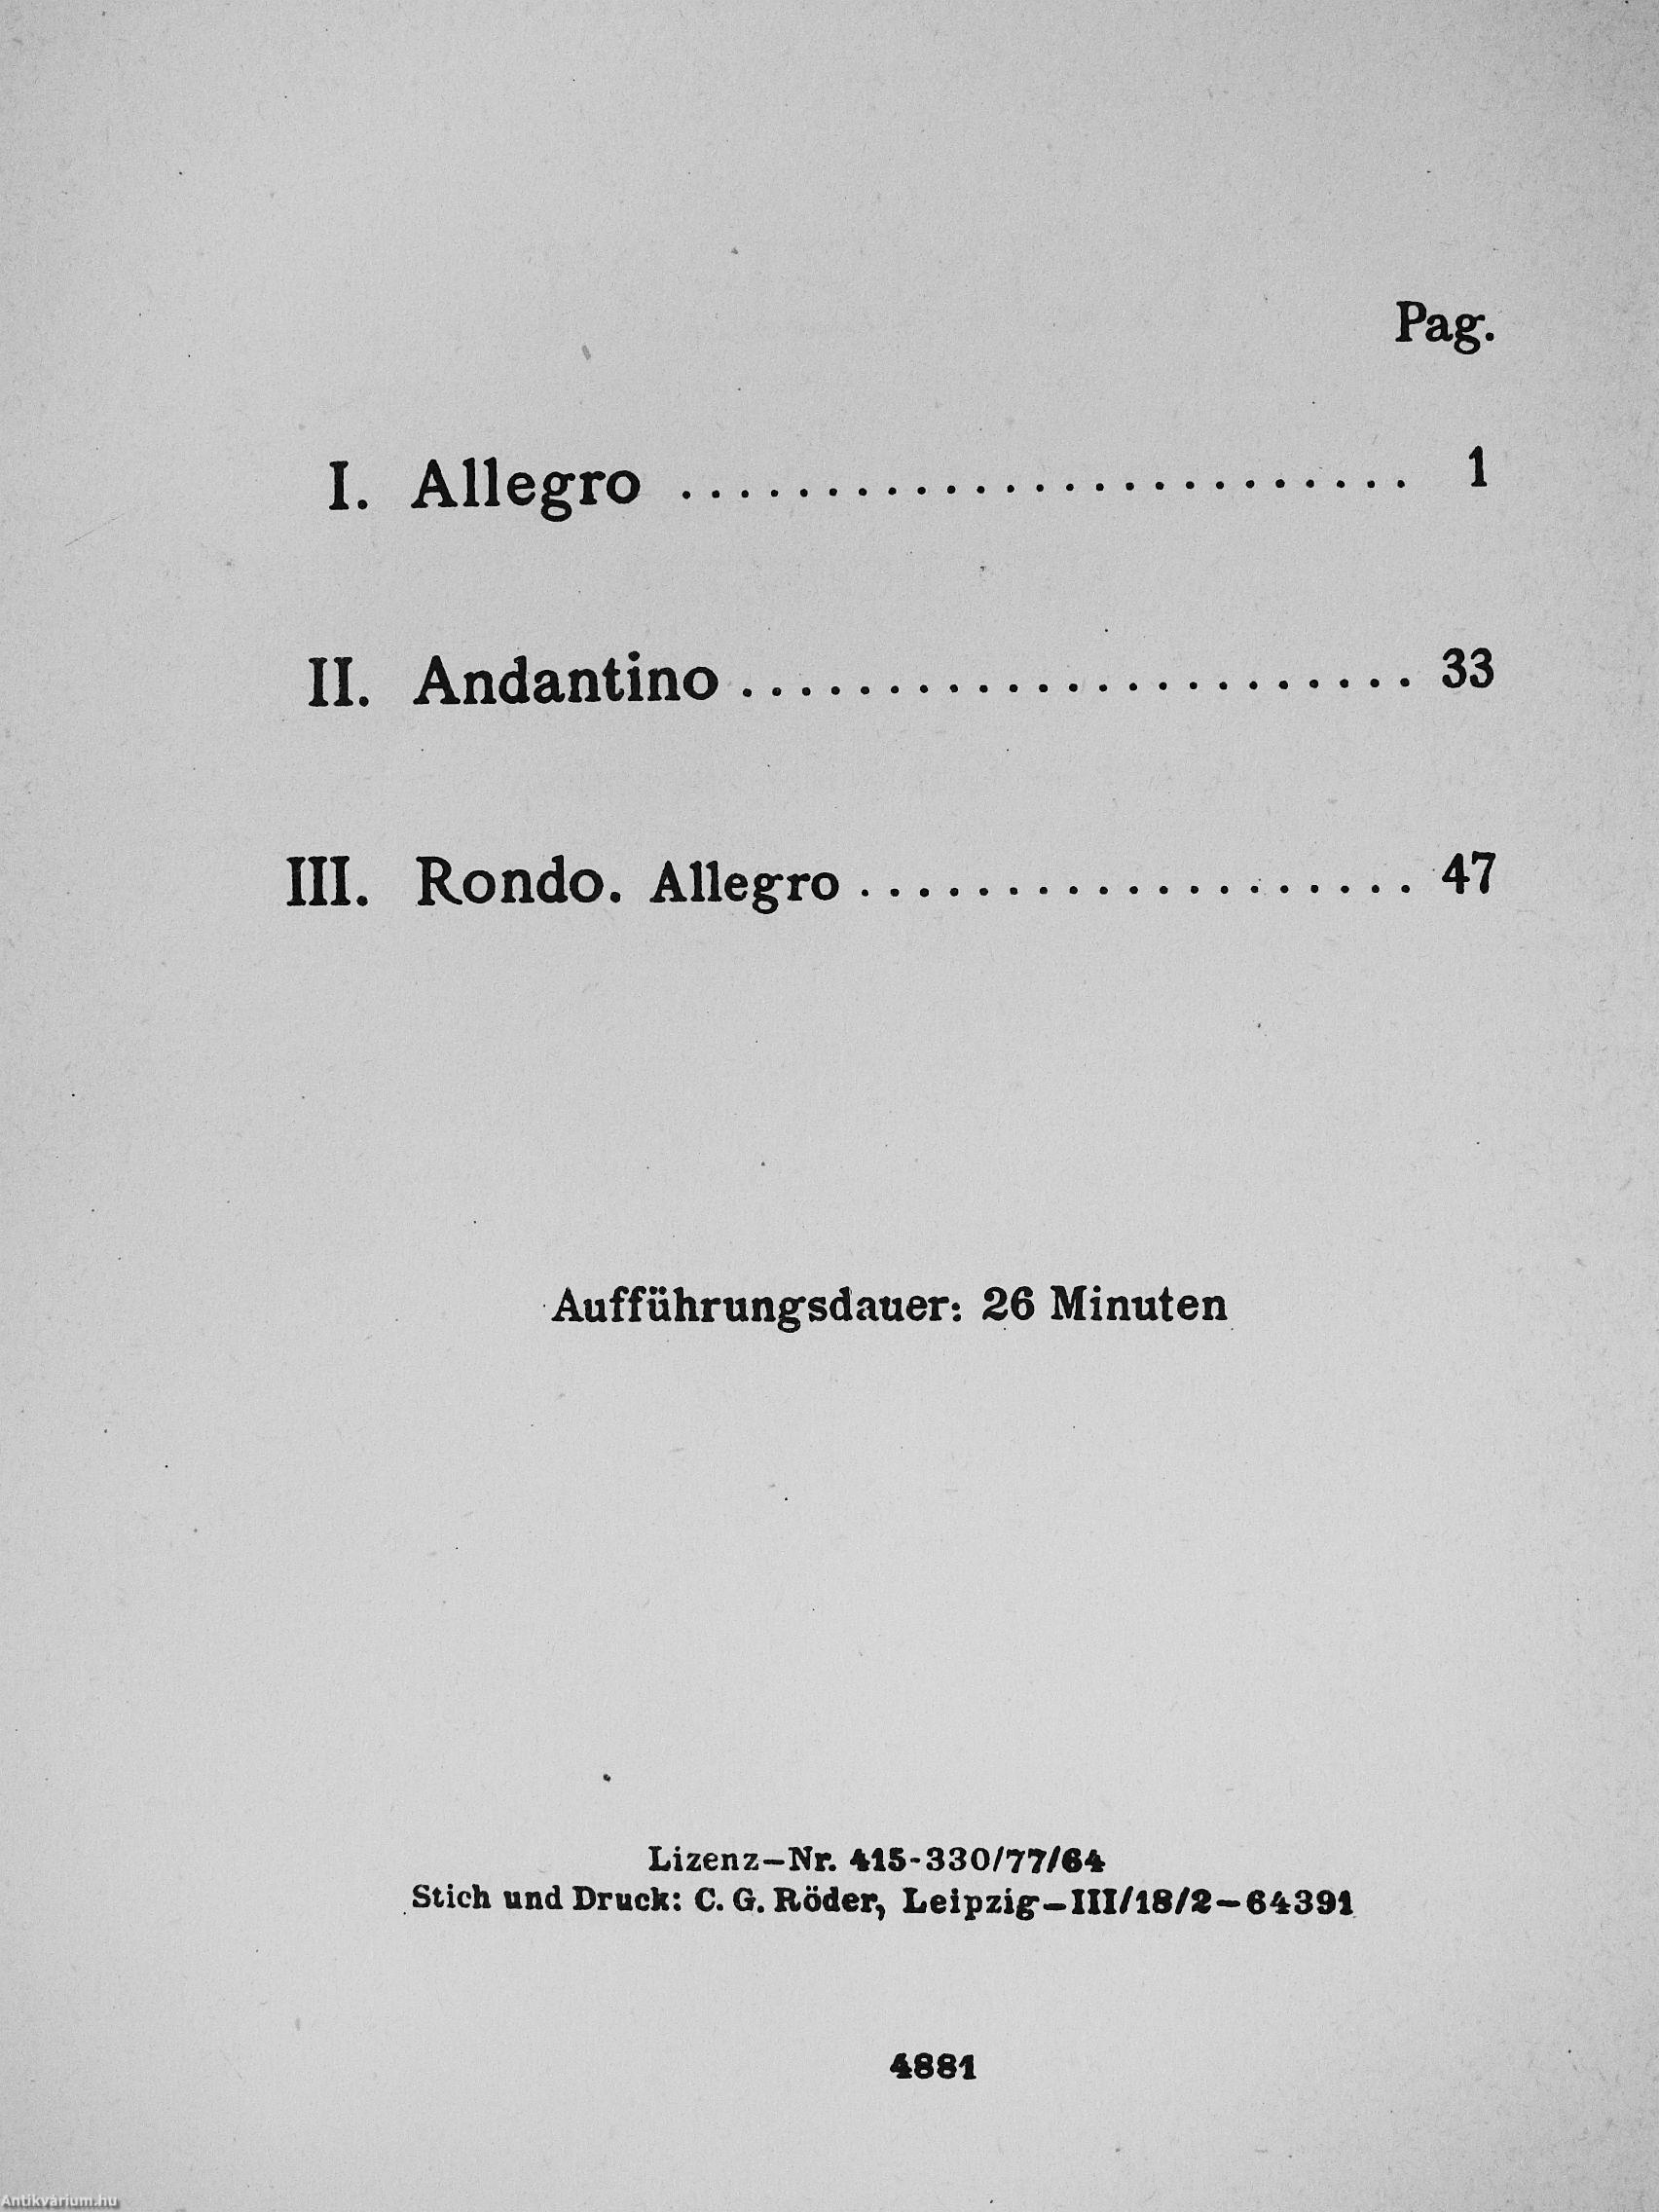 Pag.
I. Allegro ......................... 1
II. Andantino ....................... 33
III. Rondo. Allegro ................... 47
Aufführungsdauer: 26 Minuten
Lizenz–Nr. 415-330/77/64
Stich und Druck: C. G. Röder, Leipzig–III/18/2–64391
4881
Antikvárium.hu